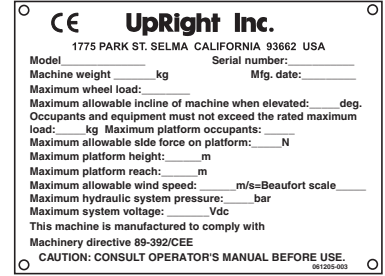 CE UpRight Inc.
1775 PARK ST. SELMA CALIFORNIA 93662 USA
Model______________ Serial number:___________
Machine weight _______kg Mfg. date:_________
Maximum wheel load:________
Maximum allowable incline of machine when elevated:_____deg.
Occupants and equipment must not exceed the rated maximum
load:_____kg Maximum platform occupants: _____
Maximum allowable side force on platform:_____N
Maximum platform height:______m
Maximum platform reach:______m
Maximum allowable wind speed: ______m/s=Beaufort scale_____
Maximum hydraulic system pressure:_____bar
Maximum system voltage: _______Vdc
This machine is manufactured to comply with
Machinery directive 89-392/CEE
CAUTION: CONSULT OPERATOR'S MANUAL BEFORE USE.
061205-003